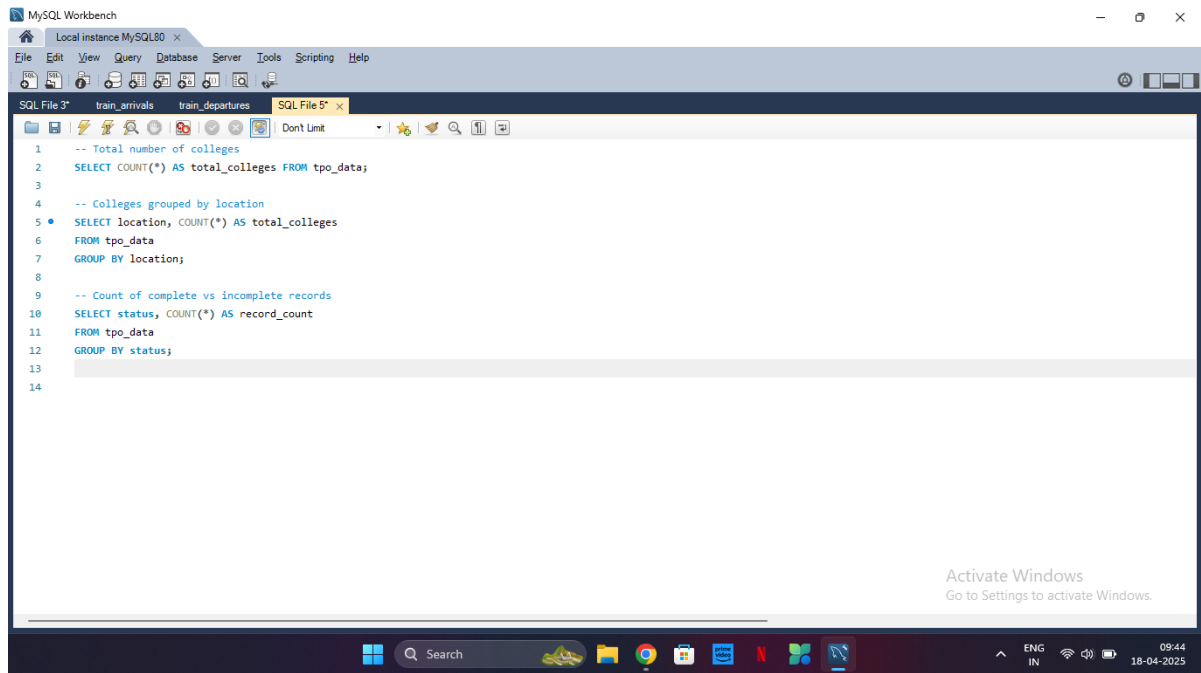 MySQL Workbench
Local instance MySQL80
File Edit View Query Database Server Tools Scripting Help
SQL File 3* train_arrivals train_departures SQL File 5*
Don't Limit
1 -- Total number of colleges
2 SELECT COUNT(*) AS total_colleges FROM tpo_data;
3
4 -- Colleges grouped by location
5 SELECT location, COUNT(*) AS total_colleges
6 FROM tpo_data
7 GROUP BY location;
8
9 -- Count of complete vs incomplete records
10 SELECT status, COUNT(*) AS record_count
11 FROM tpo_data
12 GROUP BY status;
13
14
Activate Windows
Go to Settings to activate Windows.
Search
prime video
N
ENG
IN
09:44
18-04-2025